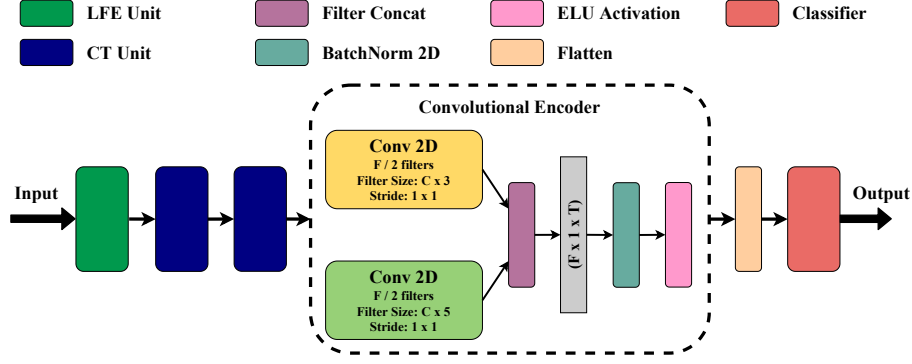 LFE Unit
Filter Concat
ELU Activation
Classifier
CT Unit
BatchNorm 2D
Flatten
Convolutional Encoder
Input
Conv 2D
F / 2 filters
Filter Size: C x 3
Stride: 1 x 1
Conv 2D
F / 2 filters
Filter Size: C x 5
Stride: 1 x 1
(F x 1 x T)
Output